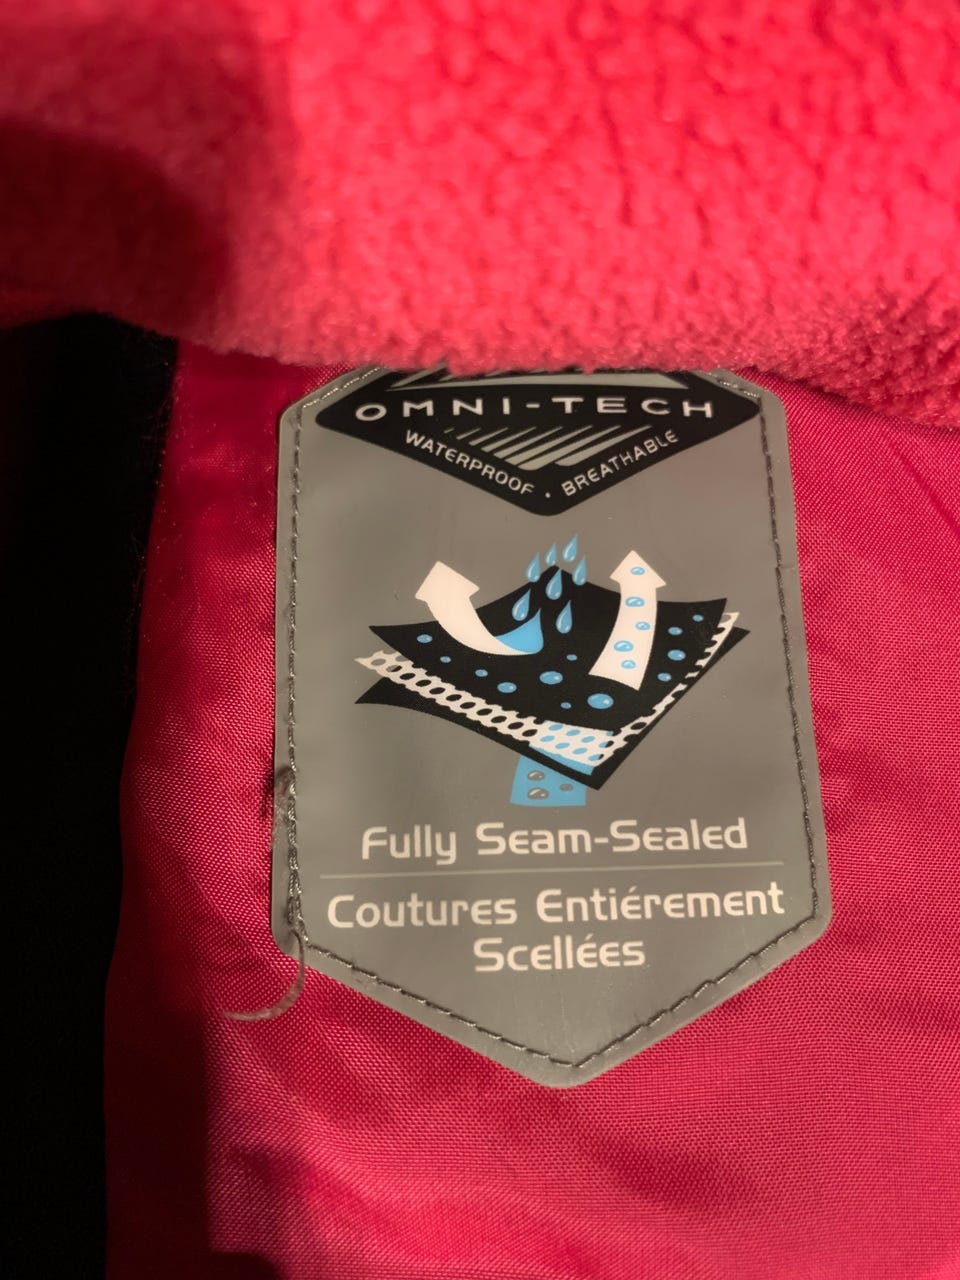 OMNI-TECH
WATERPROOF · BREATHABLE
Fully Seam-Sealed
Coutures Entiérement
Scellées